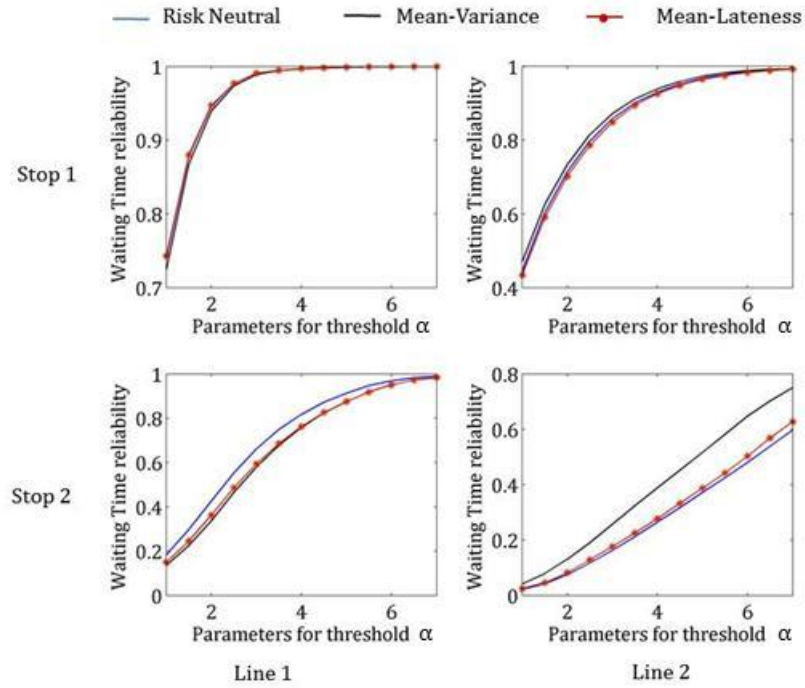 Risk Neutral Mean-Variance Mean-Lateness
Stop 1
Waiting Time reliability
1
0.9
0.8
0.7
2 4 6
Parameters for threshold α
Waiting Time reliability
1
0.8
0.6
0.4
2 4 6
Parameters for threshold α
Stop 2
Waiting Time reliability
1
0.8
0.6
0.4
0.2
0
2 4 6
Parameters for threshold α
Waiting Time reliability
0.8
0.6
0.4
0.2
0
2 4 6
Parameters for threshold α
Line 1 Line 2